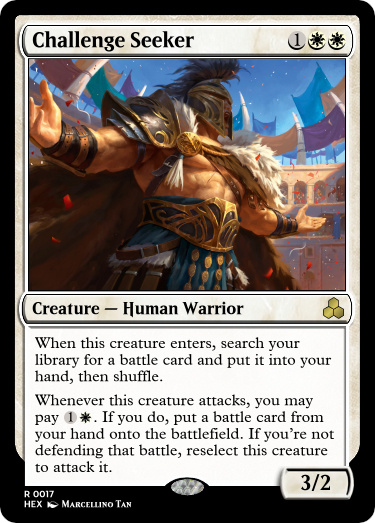 Challenge Seeker 1
Creature — Human Warrior
When this creature enters, search your
library for a battle card and put it into your
hand, then shuffle.
Whenever this creature attacks, you may
pay 1 . If you do, put a battle card from
your hand onto the battlefield. If you're not
defending that battle, reselect this creature
to attack it.
3/2
R 0017
HEX Marcellino Tan